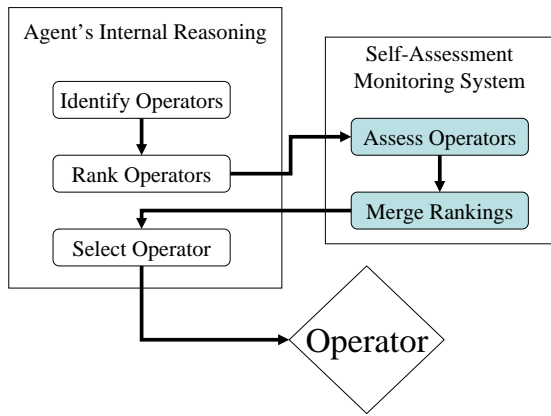 Agent's Internal Reasoning
Identify Operators
Rank Operators
Select Operator
Self-Assessment
Monitoring System
Assess Operators
Merge Rankings
Operator